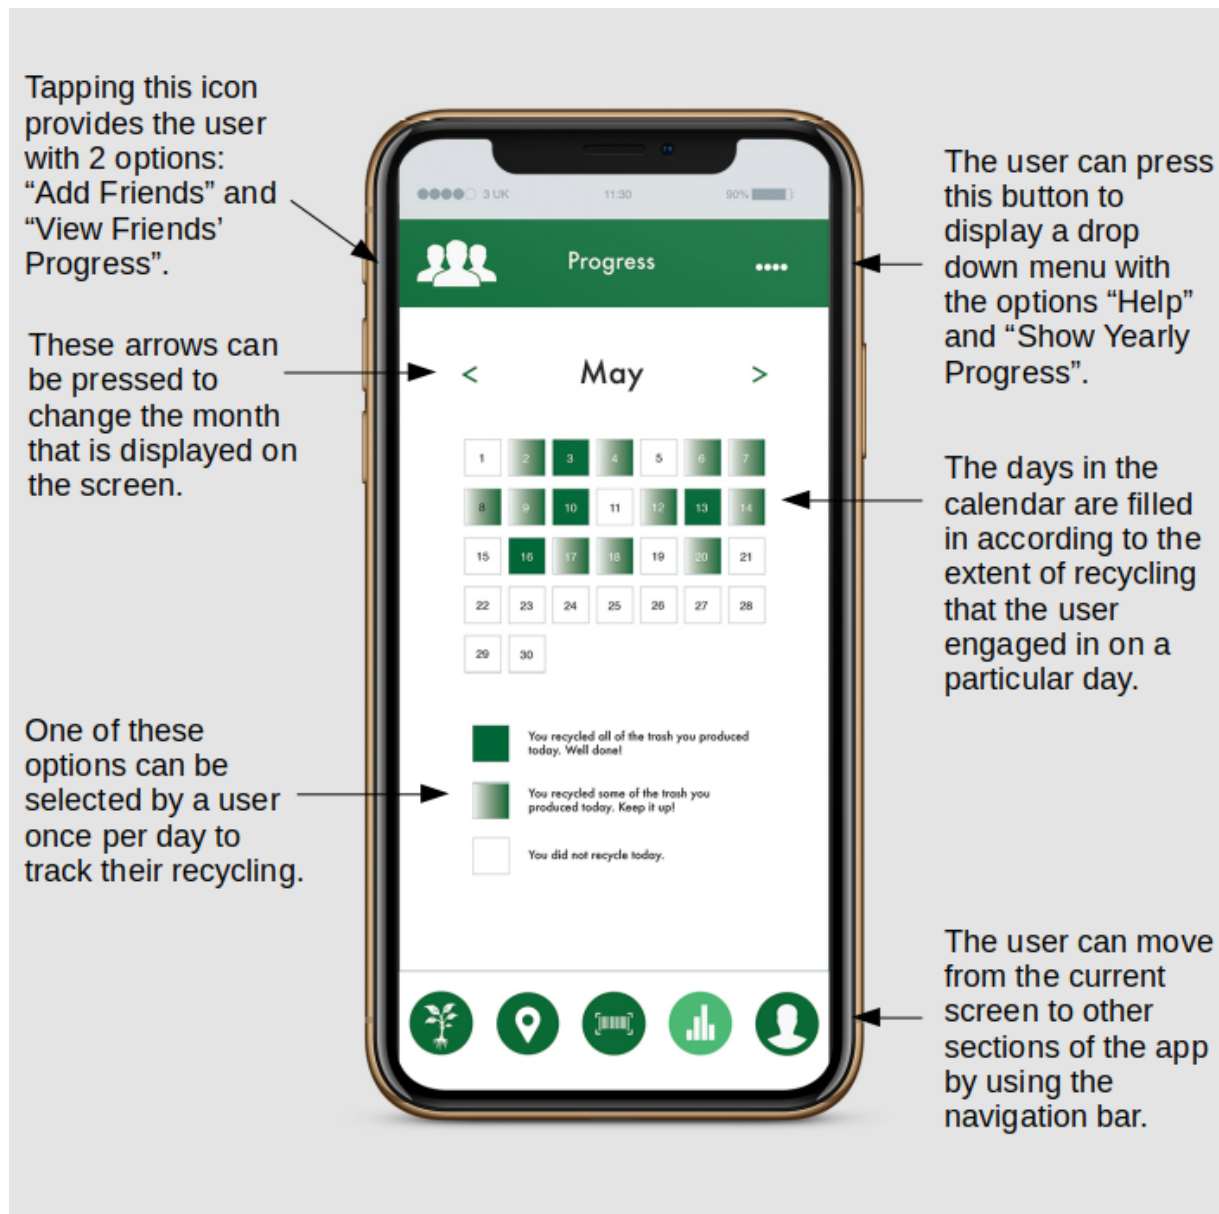 Tapping this icon
provides the user
with 2 options:
“Add Friends” and
“View Friends’
Progress”.
These arrows can
be pressed to
change the month
that is displayed on
the screen.
One of these
options can be
selected by a user
once per day to
track their recycling.
3 UK 11:30 90%
Progress
< May >
1 2 3 4 5 6 7
8 9 10 11 12 13 14
15 16 17 18 19 20 21
22 23 24 25 26 27 28
29 30
You recycled all of the trash you produced
today. Well done!
You recycled some of the trash you
produced today. Keep it up!
You did not recycle today.
The user can press
this button to
display a drop
down menu with
the options “Help”
and “Show Yearly
Progress”.
The days in the
calendar are filled
in according to the
extent of recycling
that the user
engaged in on a
particular day.
The user can move
from the current
screen to other
sections of the app
by using the
navigation bar.